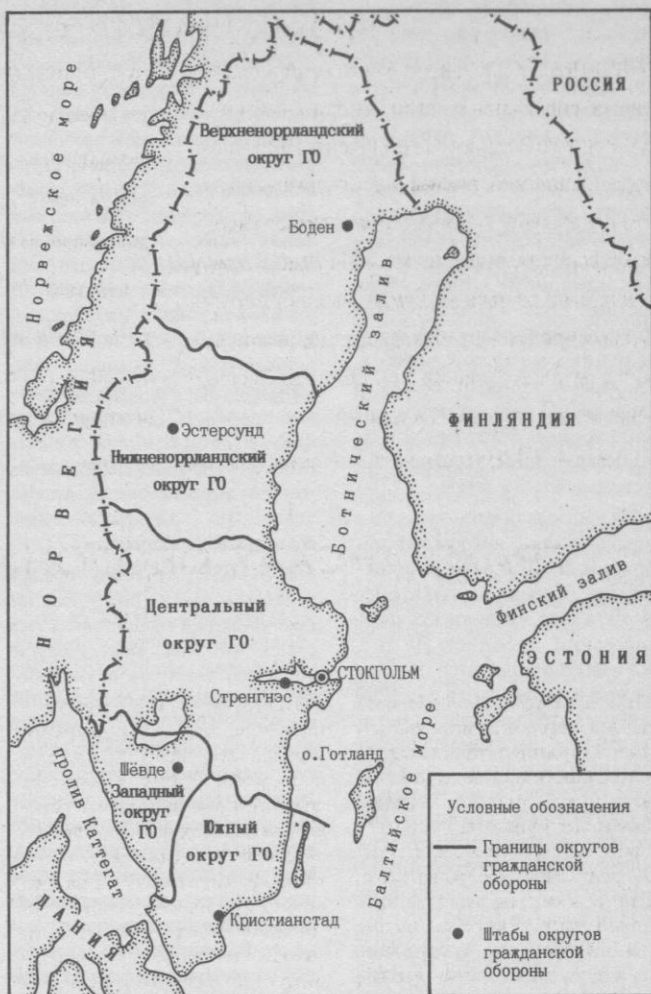 Норвежское море
РОССИЯ
Верхненоррландский
округ ГО
Боден
НОРВЕГИЯ
Ботнический залив
Эстерсунд
ФИНЛЯНДИЯ
Нижненоррландский
округ ГО
Финский залив
Центральный
округ ГО
ЭСТОНИЯ
СТОКГОЛЬМ
Стренгнэс
о.Готланд
Балтийское море
пролив Каттегат
Шёвде
Западный
округ
ГО
Южный
округ ГО
Кристианстад
ДАНИЯ
Условные обозначения
Границы округов
гражданской
обороны
Штабы округов
гражданской
обороны